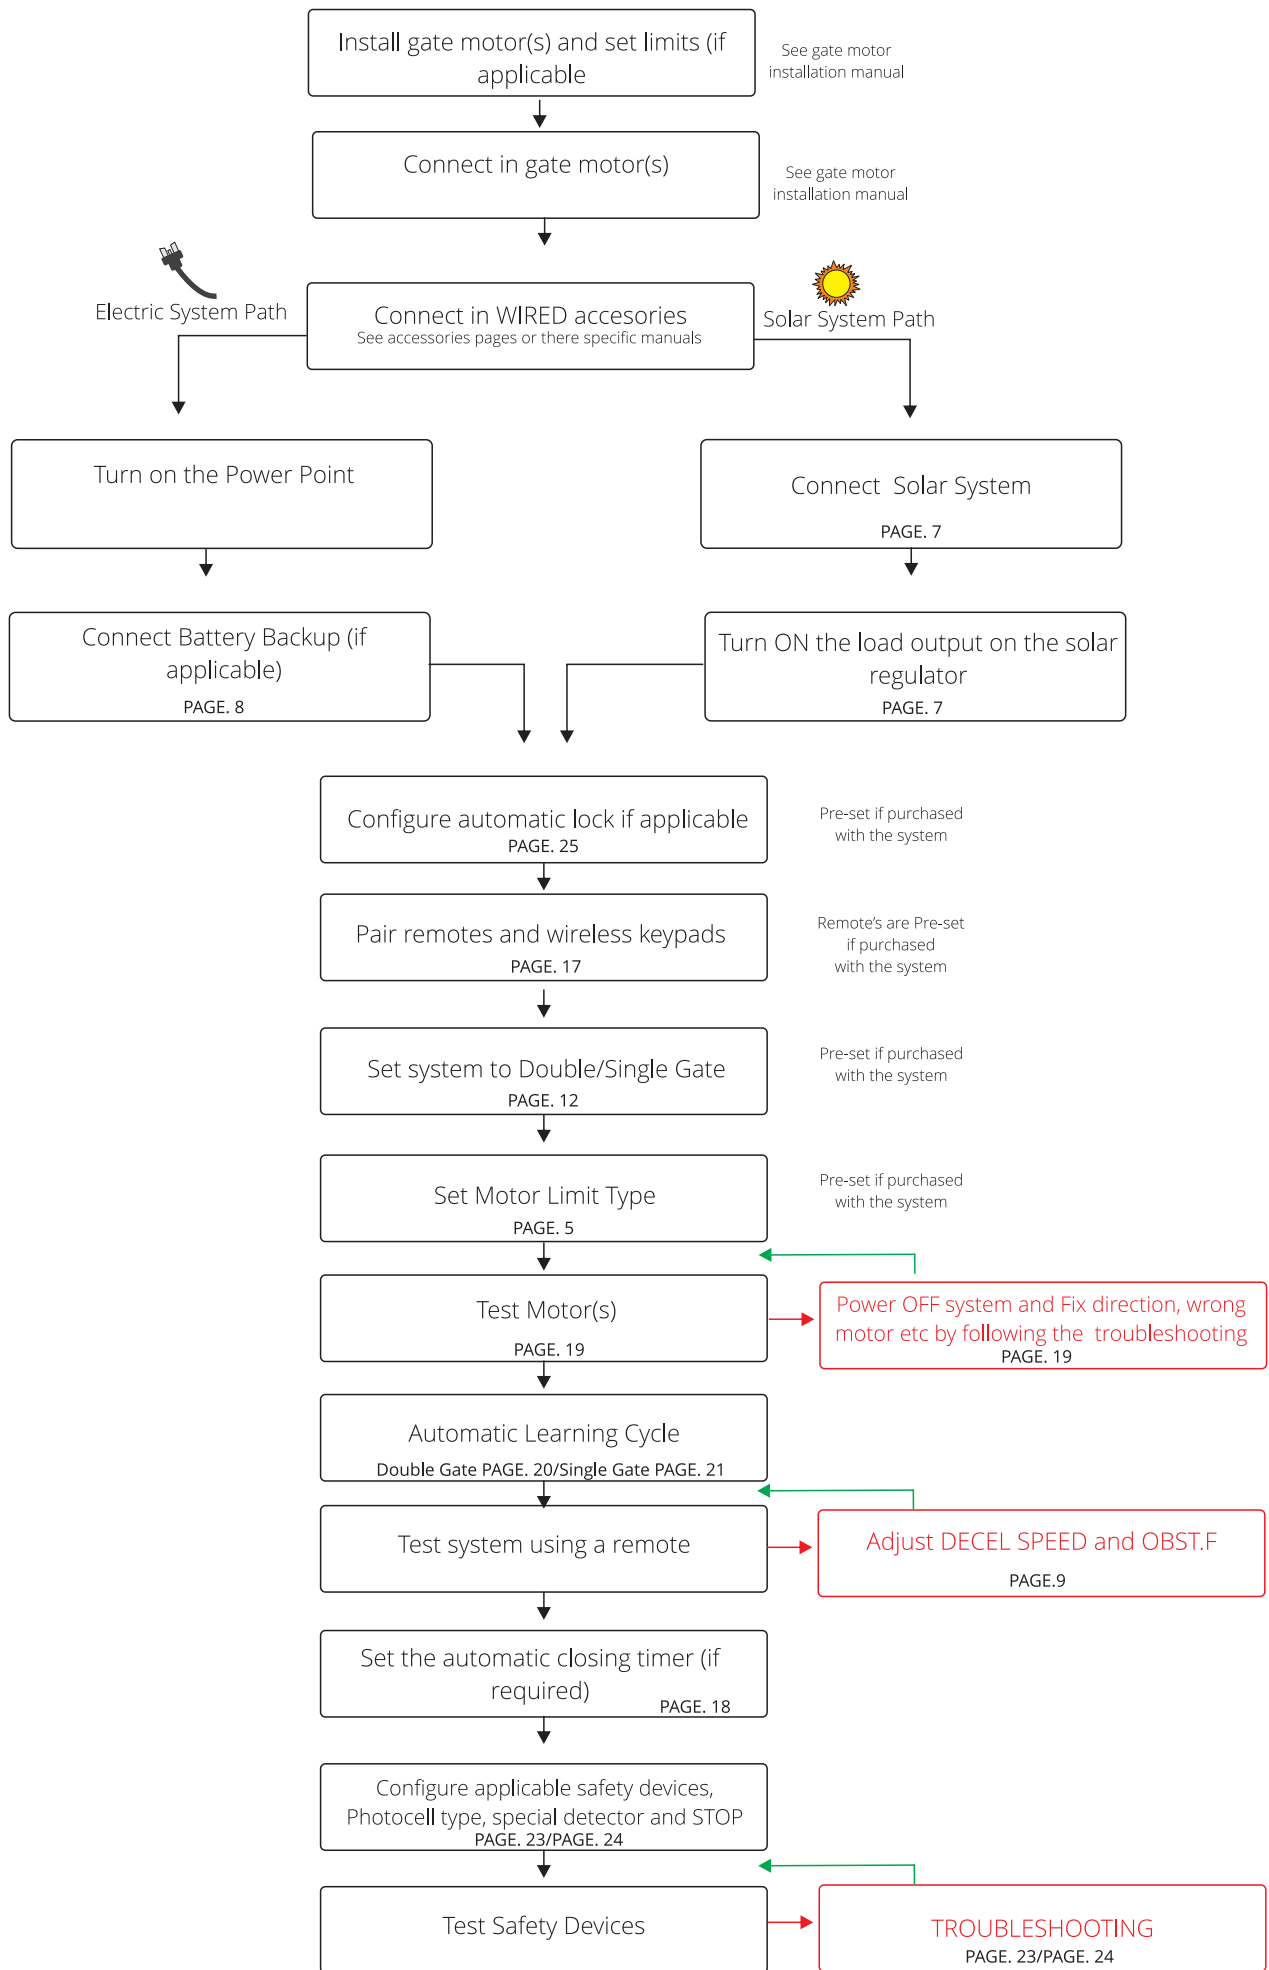 Install gate motor(s) and set limits (if
applicable
See gate motor
installation manual
Connect in gate motor(s)
See gate motor
installation manual
Electric System Path
Connect in WIRED accesories
See accessories pages or there specific manuals
Solar System Path
Turn on the Power Point
Connect Solar System
PAGE. 7
Connect Battery Backup (if
applicable)
PAGE. 8
Turn ON the load output on the solar
regulator
PAGE. 7
Configure automatic lock if applicable
PAGE. 25
Pre-set if purchased
with the system
Pair remotes and wireless keypads
PAGE. 17
Remote's are Pre-set
if purchased
with the system
Set system to Double/Single Gate
PAGE. 12
Pre-set if purchased
with the system
Set Motor Limit Type
PAGE. 5
Pre-set if purchased
with the system
Test Motor(s)
PAGE. 19
Power OFF system and Fix direction, wrong
motor etc by following the troubleshooting
PAGE. 19
Automatic Learning Cycle
Double Gate PAGE. 20/Single Gate PAGE. 21
Test system using a remote
Adjust DECEL SPEED and OBST.F
PAGE.9
Set the automatic closing timer (if
required)
PAGE. 18
Configure applicable safety devices,
Photocell type, special detector and STOP
PAGE. 23/PAGE. 24
Test Safety Devices
TROUBLESHOOTING
PAGE. 23/PAGE. 24